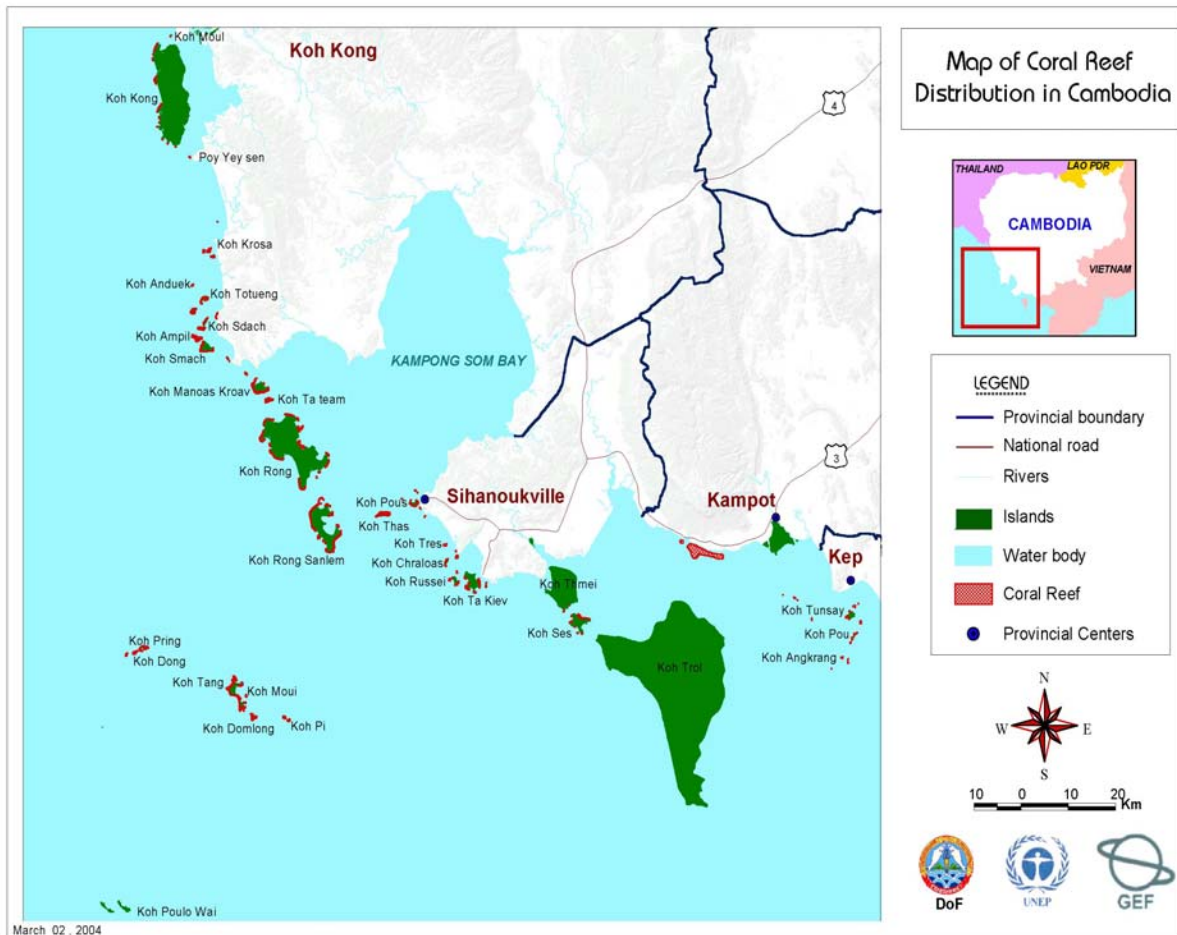 Koh Moul
Koh Kong
4
Koh Kong
Poy Yey sen
Koh Krosa
Koh Anduek
Koh Totueng
Koh Sdach
Koh Ampil
Koh Smach
KAMPONG SOM BAY
Koh Manoas Kroav
Koh Ta team
Koh Rong
3
Koh Pous
Sihanoukville
Kampot
Koh Thas
Koh Tres
Koh Rong Sanlem
Koh Chraloas
Kep
Koh Russei
Koh Thmei
Koh Ta Kiev
Koh Tunsay
Koh Ses
Koh Pou
Koh Pring
Koh Angkrang
Koh Dong
Koh Trol
Koh Tang
Koh Moui
Koh Domlong
Koh Pi
Koh Poulo Wai
March 02 , 2004
Map of Coral Reef
Distribution in Cambodia
THAILAND
LAO PDR
CAMBODIA
VIETNAM
LEGEND
Provincial boundary
National road
Rivers
Islands
Water body
Coral Reef
Provincial Centers
N
W
E
S
10 0 10 20
Km
DoF
UNEP
GEF